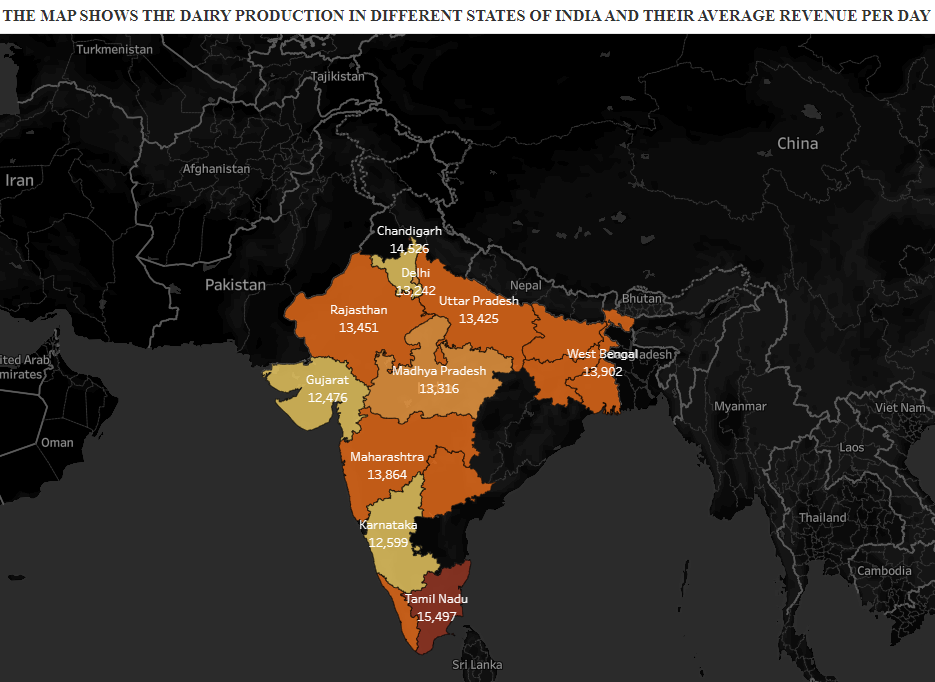 THE MAP SHOWS THE DAIRY PRODUCTION IN DIFFERENT STATES OF INDIA AND THEIR AVERAGE REVENUE PER DAY
Turkmenistan
Tajikistan
China
Afghanistan
Iran
Chandigarh
14,526
Delhi
13,242
Pakistan
Nepal
Bhutan
Uttar Pradesh
13,425
Rajasthan
13,451
West Bengal
adesh
13,902
ited Arab
mirates
Madhya Pradesh
13,316
Gujarat
12,476
Myanmar
Viet Nam
Oman
Laos
Maharashtra
13,864
Thailand
Karnataka
12,599
Cambodia
Tamil Nadu
15,497
Sri Lanka